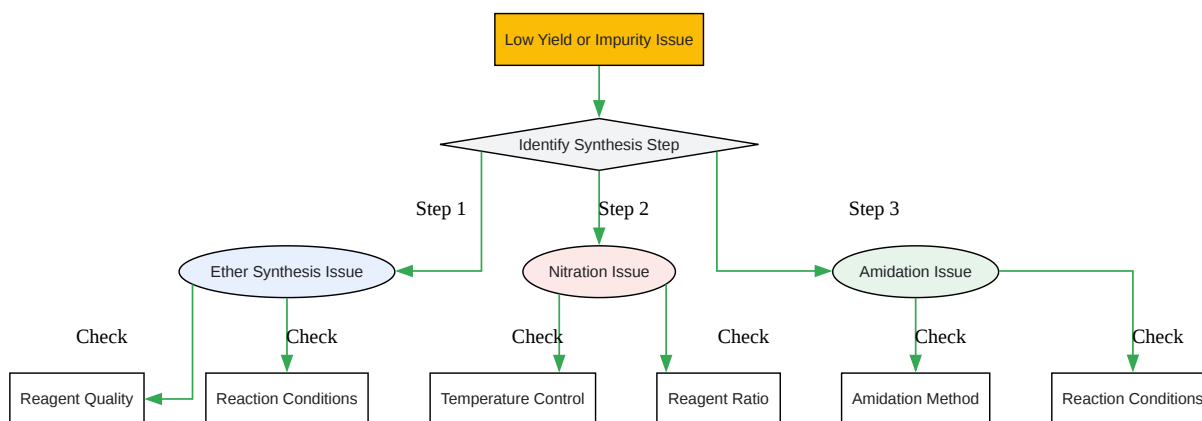 Low Yield or Impurity Issue
Identify Synthesis Step
Step 1
Step 2
Step 3
Ether Synthesis Issue
Nitration Issue
Amidation Issue
Check
Check
Check
Check
Check
Check
Reagent Quality
Reaction Conditions
Temperature Control
Reagent Ratio
Amidation Method
Reaction Conditions